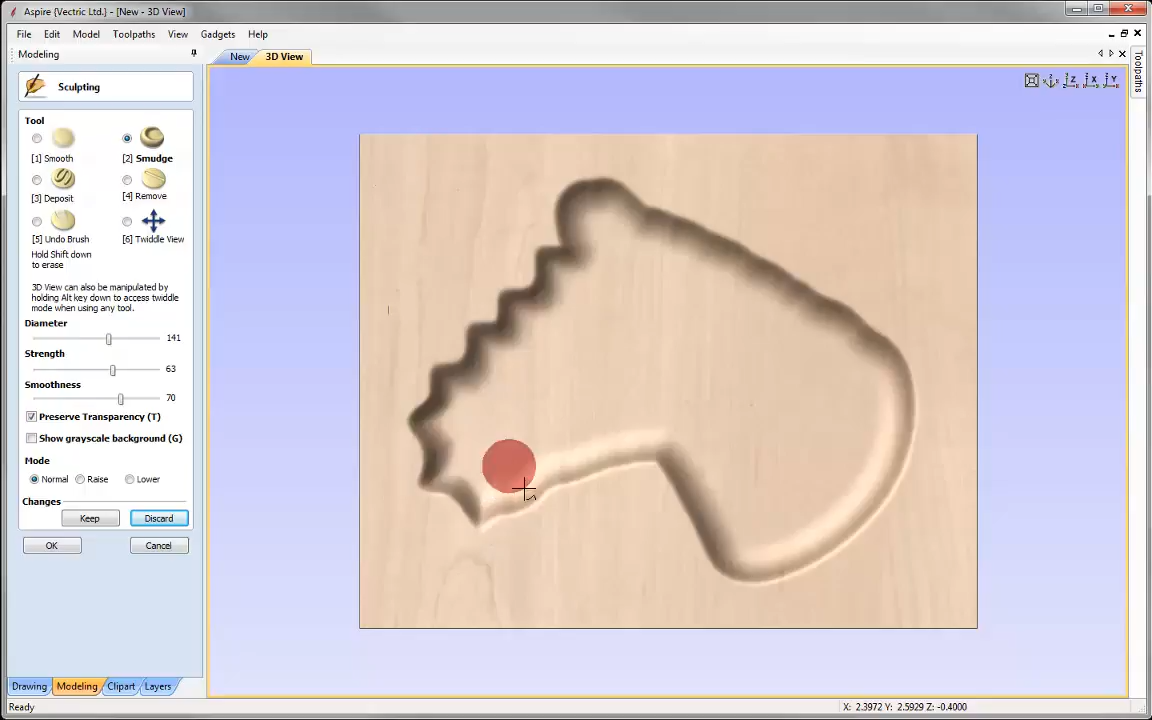 Aspire {Vectric Ltd.} - [New - 3D View]
File Edit Model Toolpaths View Gadgets Help
Modeling
New 3D View
Toolpaths
Z X Y
Sculpting
Tool
[1] Smooth [2] Smudge
[3] Deposit [4] Remove
[5] Undo Brush [6] Twiddle View
Hold Shift down
to erase
3D View can also be manipulated by
holding Alt key down to access twiddle
mode when using any tool.
Diameter
141
Strength
63
Smoothness
70
Preserve Transparency (T)
Show grayscale background (G)
Mode
Normal Raise Lower
Changes
Keep Discard
OK Cancel
Drawing Modeling Clipart Layers
Ready X: 2.3972 Y: 2.5929 Z: -0.4000